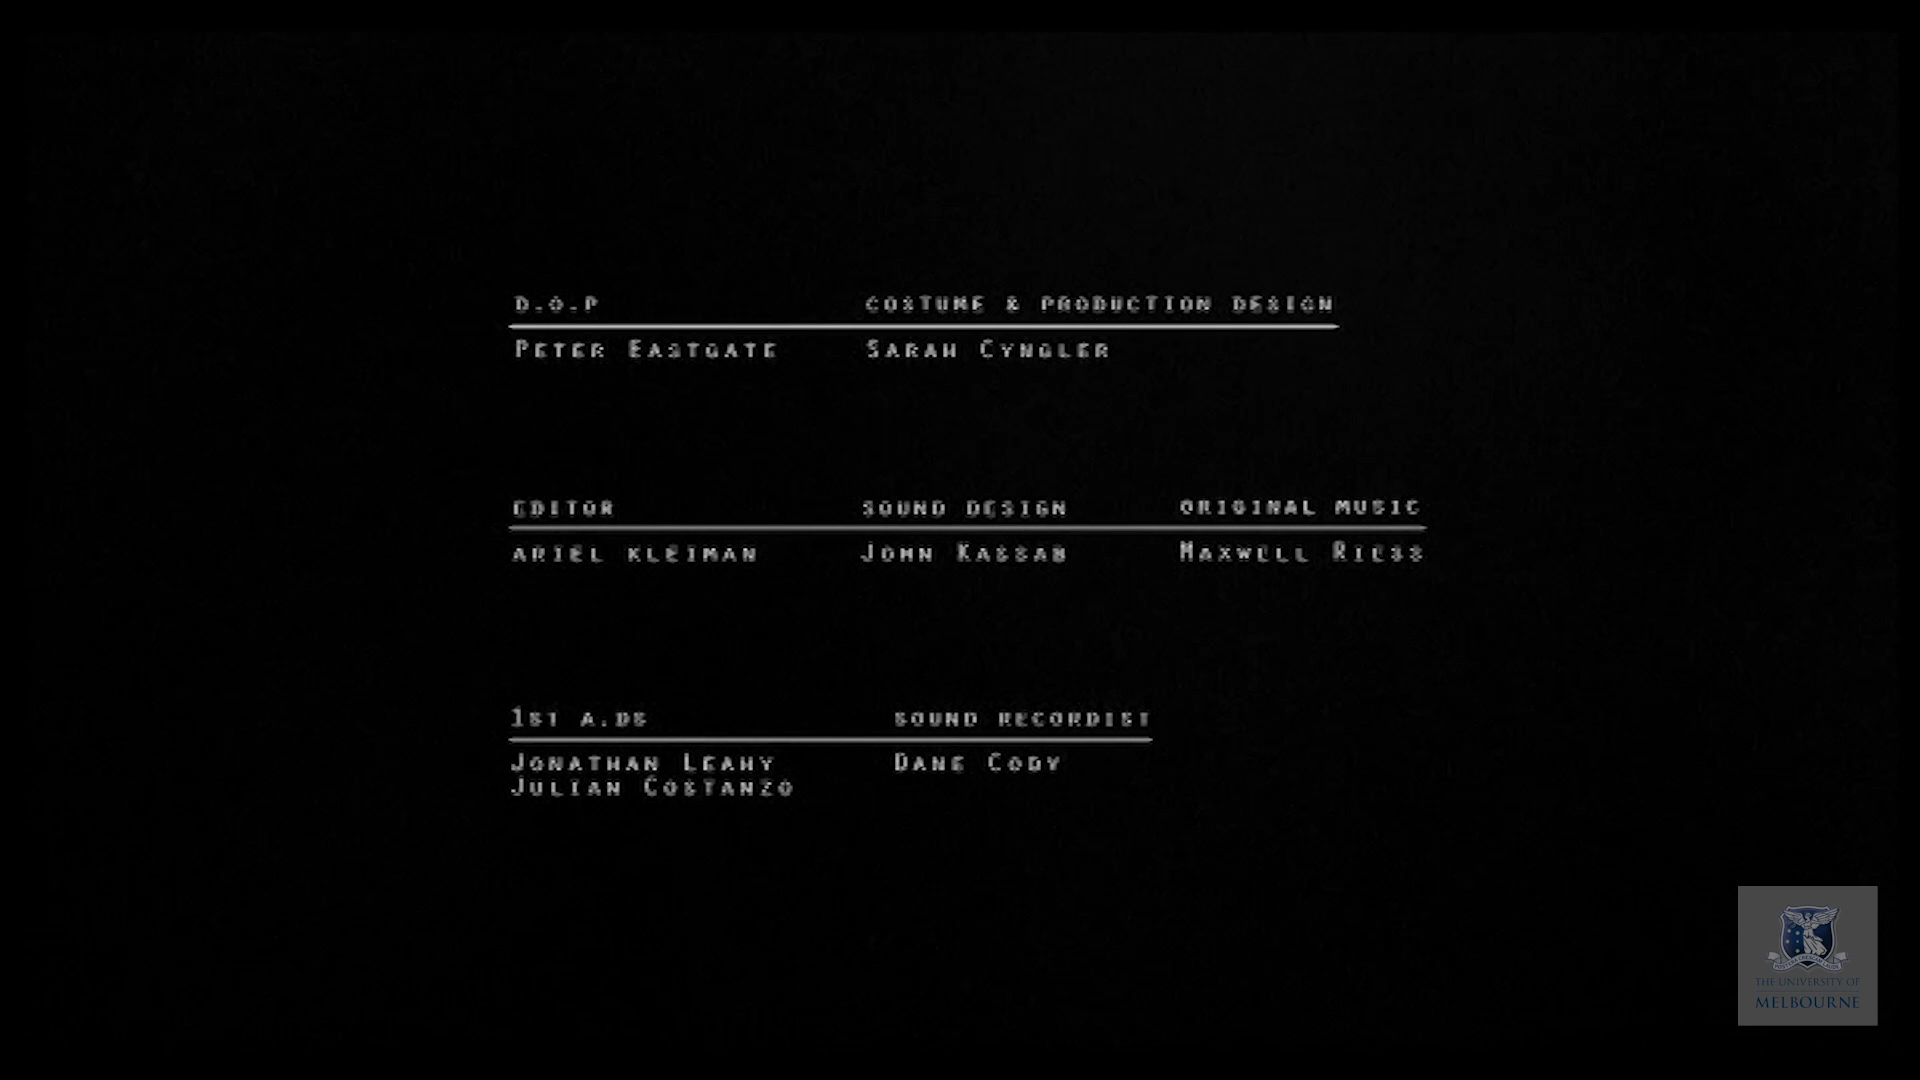 D.O.P COSTUME & PRODUCTION DESIGN
PETER EASTGATE SARAH CYNGLER
EDITOR SOUND DESIGN ORIGINAL MUSIC
ARIEL KLEIMAN JOHN KASSAB MAXWELL RIESS
1ST A.DS SOUND RECORDIST
JONATHAN LEAHY DANE CODY
JULIAN COSTANZO
THE UNIVERSITY OF
MELBOURNE